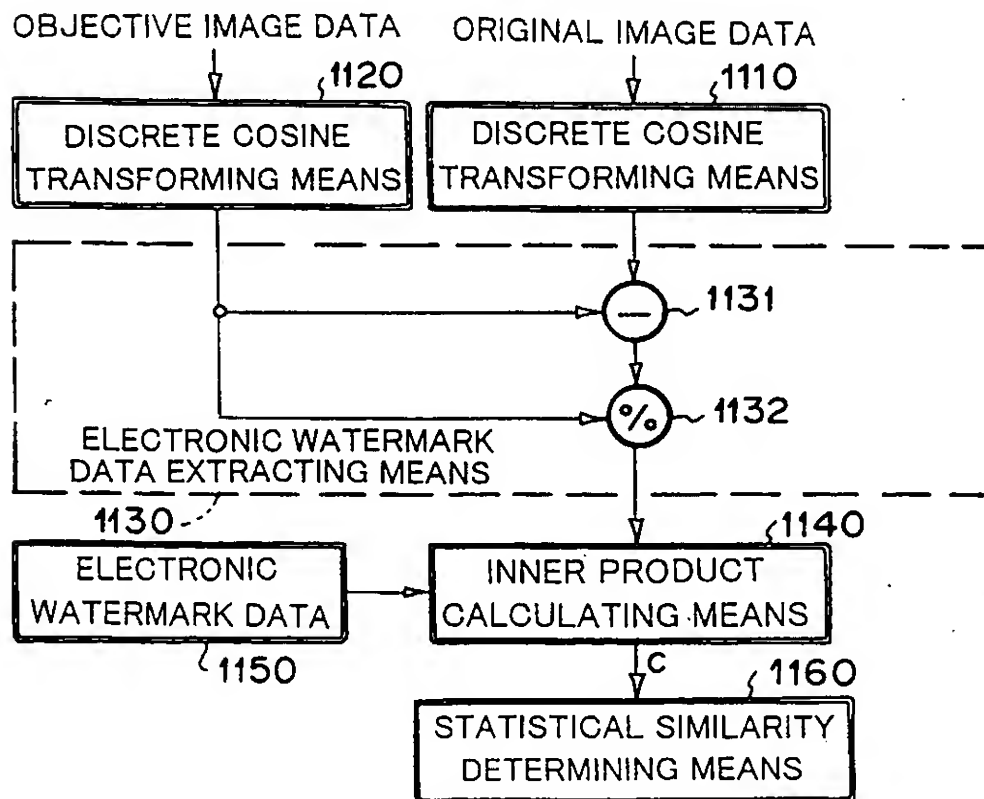 OBJECTIVE IMAGE DATA
ORIGINAL IMAGE DATA
1120
1110
DISCRETE COSINE
TRANSFORMING MEANS
DISCRETE COSINE
TRANSFORMING MEANS
—
1131
%
1132
ELECTRONIC WATERMARK
DATA EXTRACTING MEANS
1130
1140
ELECTRONIC
WATERMARK DATA
INNER PRODUCT
CALCULATING MEANS
1150
C
1160
STATISTICAL SIMILARITY
DETERMINING MEANS